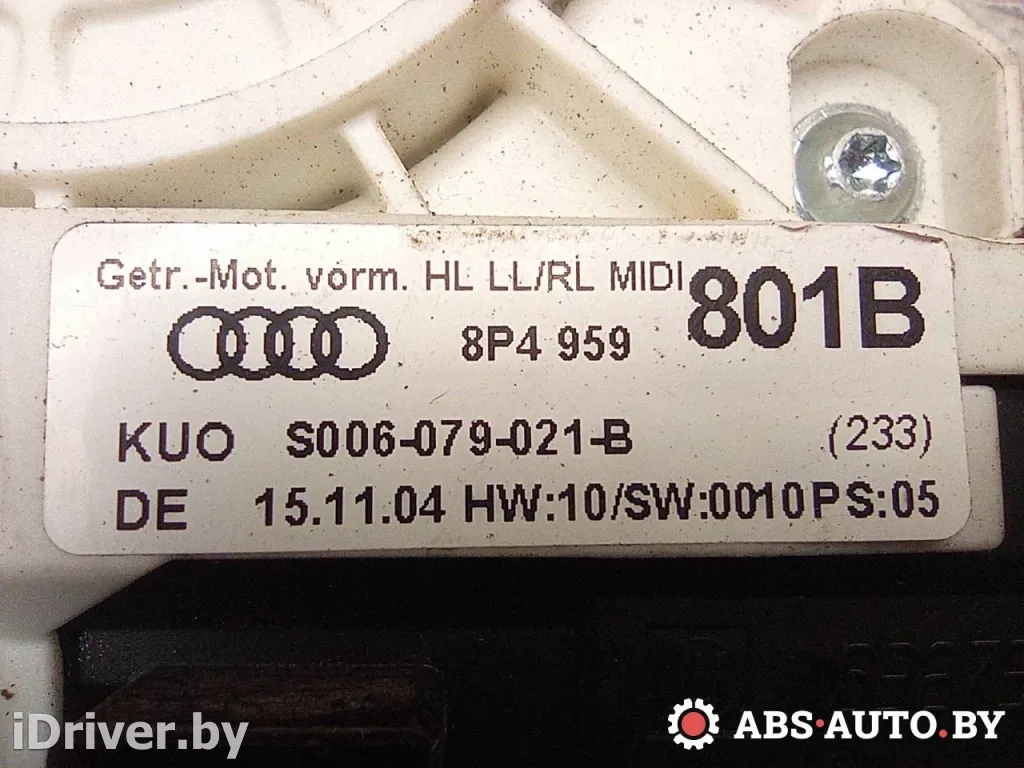 Getr.-Mot. vorm. HL LL/RL MIDI
8P4 959 801B
KUO S006-079-021-B (233)
DE 15.11.04 HW:10/SW:0010PS:05
iDriver.by
ABS-AUTO.BY